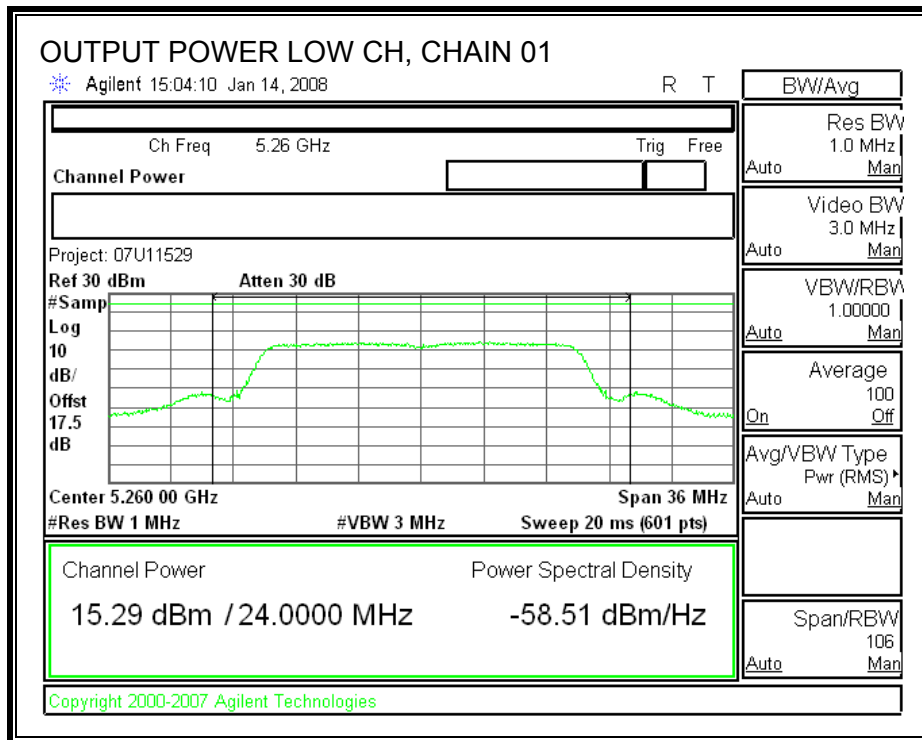 OUTPUT POWER LOW CH, CHAIN 01
Agilent 15:04:10 Jan 14, 2008 R T
Ch Freq 5.26 GHz Trig Free
Channel Power
Project: 07U11529
Ref 30 dBm Atten 30 dB
#Samp
Log
10
dB/
Offst
17.5
dB
Center 5.260 00 GHz Span 36 MHz
#Res BW 1 MHz #VBW 3 MHz Sweep 20 ms (601 pts)
Channel Power Power Spectral Density
15.29 dBm / 24.0000 MHz -58.51 dBm/Hz
Copyright 2000-2007 Agilent Technologies
BW/Avg
Res BW
1.0 MHz
Auto Man
Video BW
3.0 MHz
Auto Man
VBW/RBW
1.00000
Auto Man
Average
100
On Off
Avg/VBW Type
Pwr (RMS)
Auto Man
Span/RBW
106
Auto Man